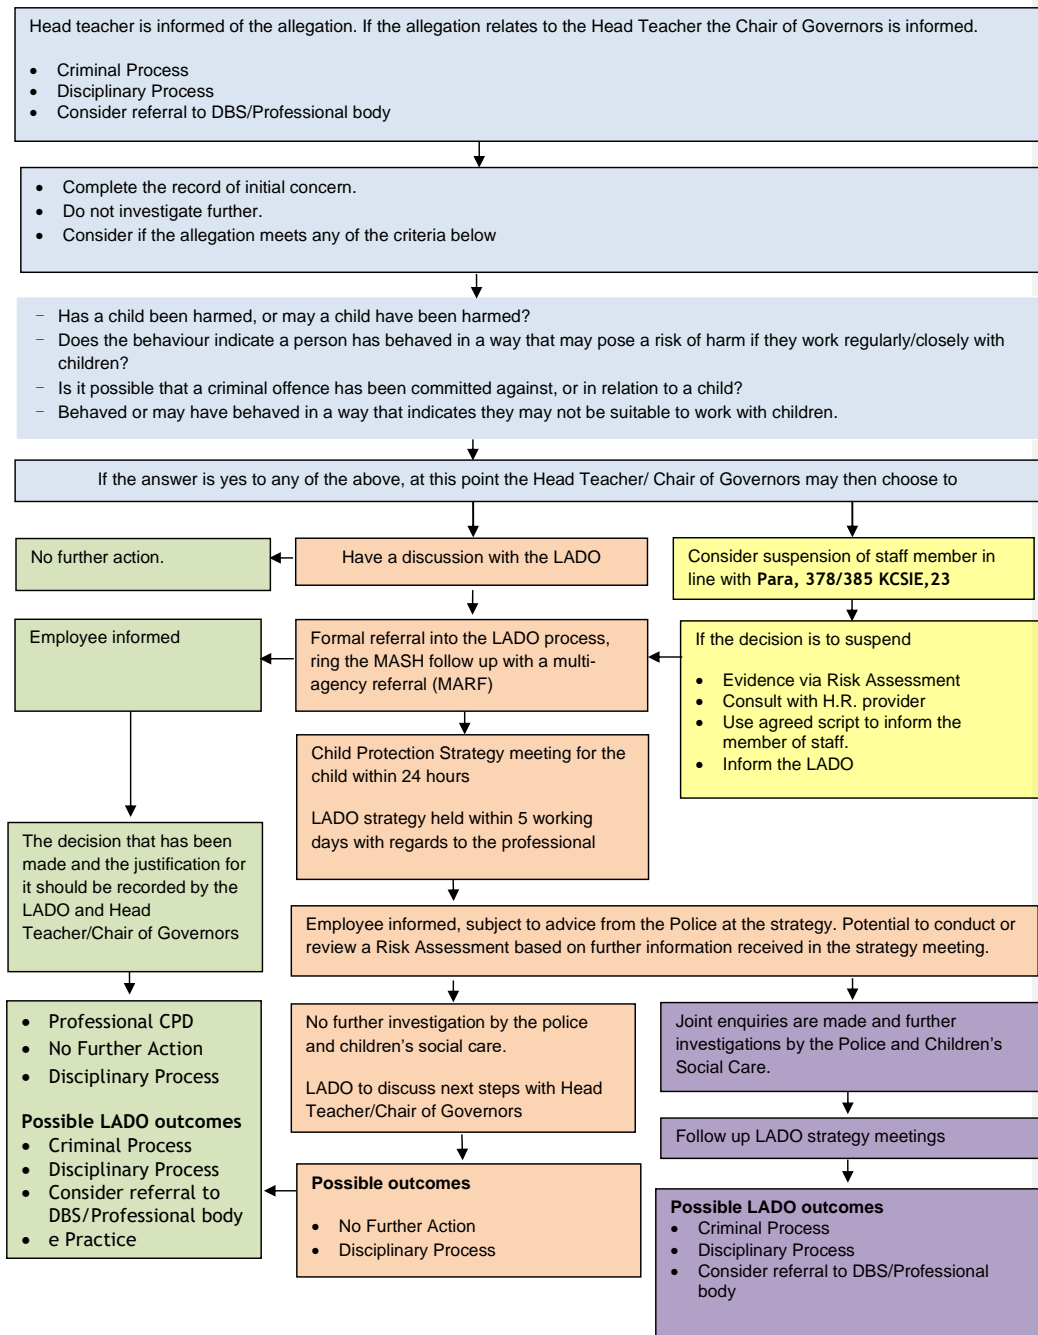 Head teacher is informed of the allegation. If the allegation relates to the Head Teacher the Chair of Governors is informed.
• Criminal Process
• Disciplinary Process
• Consider referral to DBS/Professional body
• Complete the record of initial concern.
• Do not investigate further.
• Consider if the allegation meets any of the criteria below
− Has a child been harmed, or may a child have been harmed?
− Does the behaviour indicate a person has behaved in a way that may pose a risk of harm if they work regularly/closely with
children?
− Is it possible that a criminal offence has been committed against, or in relation to a child?
− Behaved or may have behaved in a way that indicates they may not be suitable to work with children.
If the answer is yes to any of the above, at this point the Head Teacher/ Chair of Governors may then choose to
No further action.
Have a discussion with the LADO
Consider suspension of staff member in
line with Para, 378/385 KCSIE,23
Employee informed
Formal referral into the LADO process,
ring the MASH follow up with a multi-
agency referral (MARF)
If the decision is to suspend
• Evidence via Risk Assessment
• Consult with H.R. provider
• Use agreed script to inform the
member of staff.
• Inform the LADO
Child Protection Strategy meeting for the
child within 24 hours
LADO strategy held within 5 working
days with regards to the professional
The decision that has been
made and the justification for
it should be recorded by the
LADO and Head
Teacher/Chair of Governors
Employee informed, subject to advice from the Police at the strategy. Potential to conduct or
review a Risk Assessment based on further information received in the strategy meeting.
• Professional CPD
• No Further Action
• Disciplinary Process
Possible LADO outcomes
• Criminal Process
• Disciplinary Process
• Consider referral to
DBS/Professional body
• e Practice
No further investigation by the police
and children's social care.
LADO to discuss next steps with Head
Teacher/Chair of Governors
Possible outcomes
• No Further Action
• Disciplinary Process
Joint enquiries are made and further
investigations by the Police and Children's
Social Care.
Follow up LADO strategy meetings
Possible LADO outcomes
• Criminal Process
• Disciplinary Process
• Consider referral to DBS/Professional
body